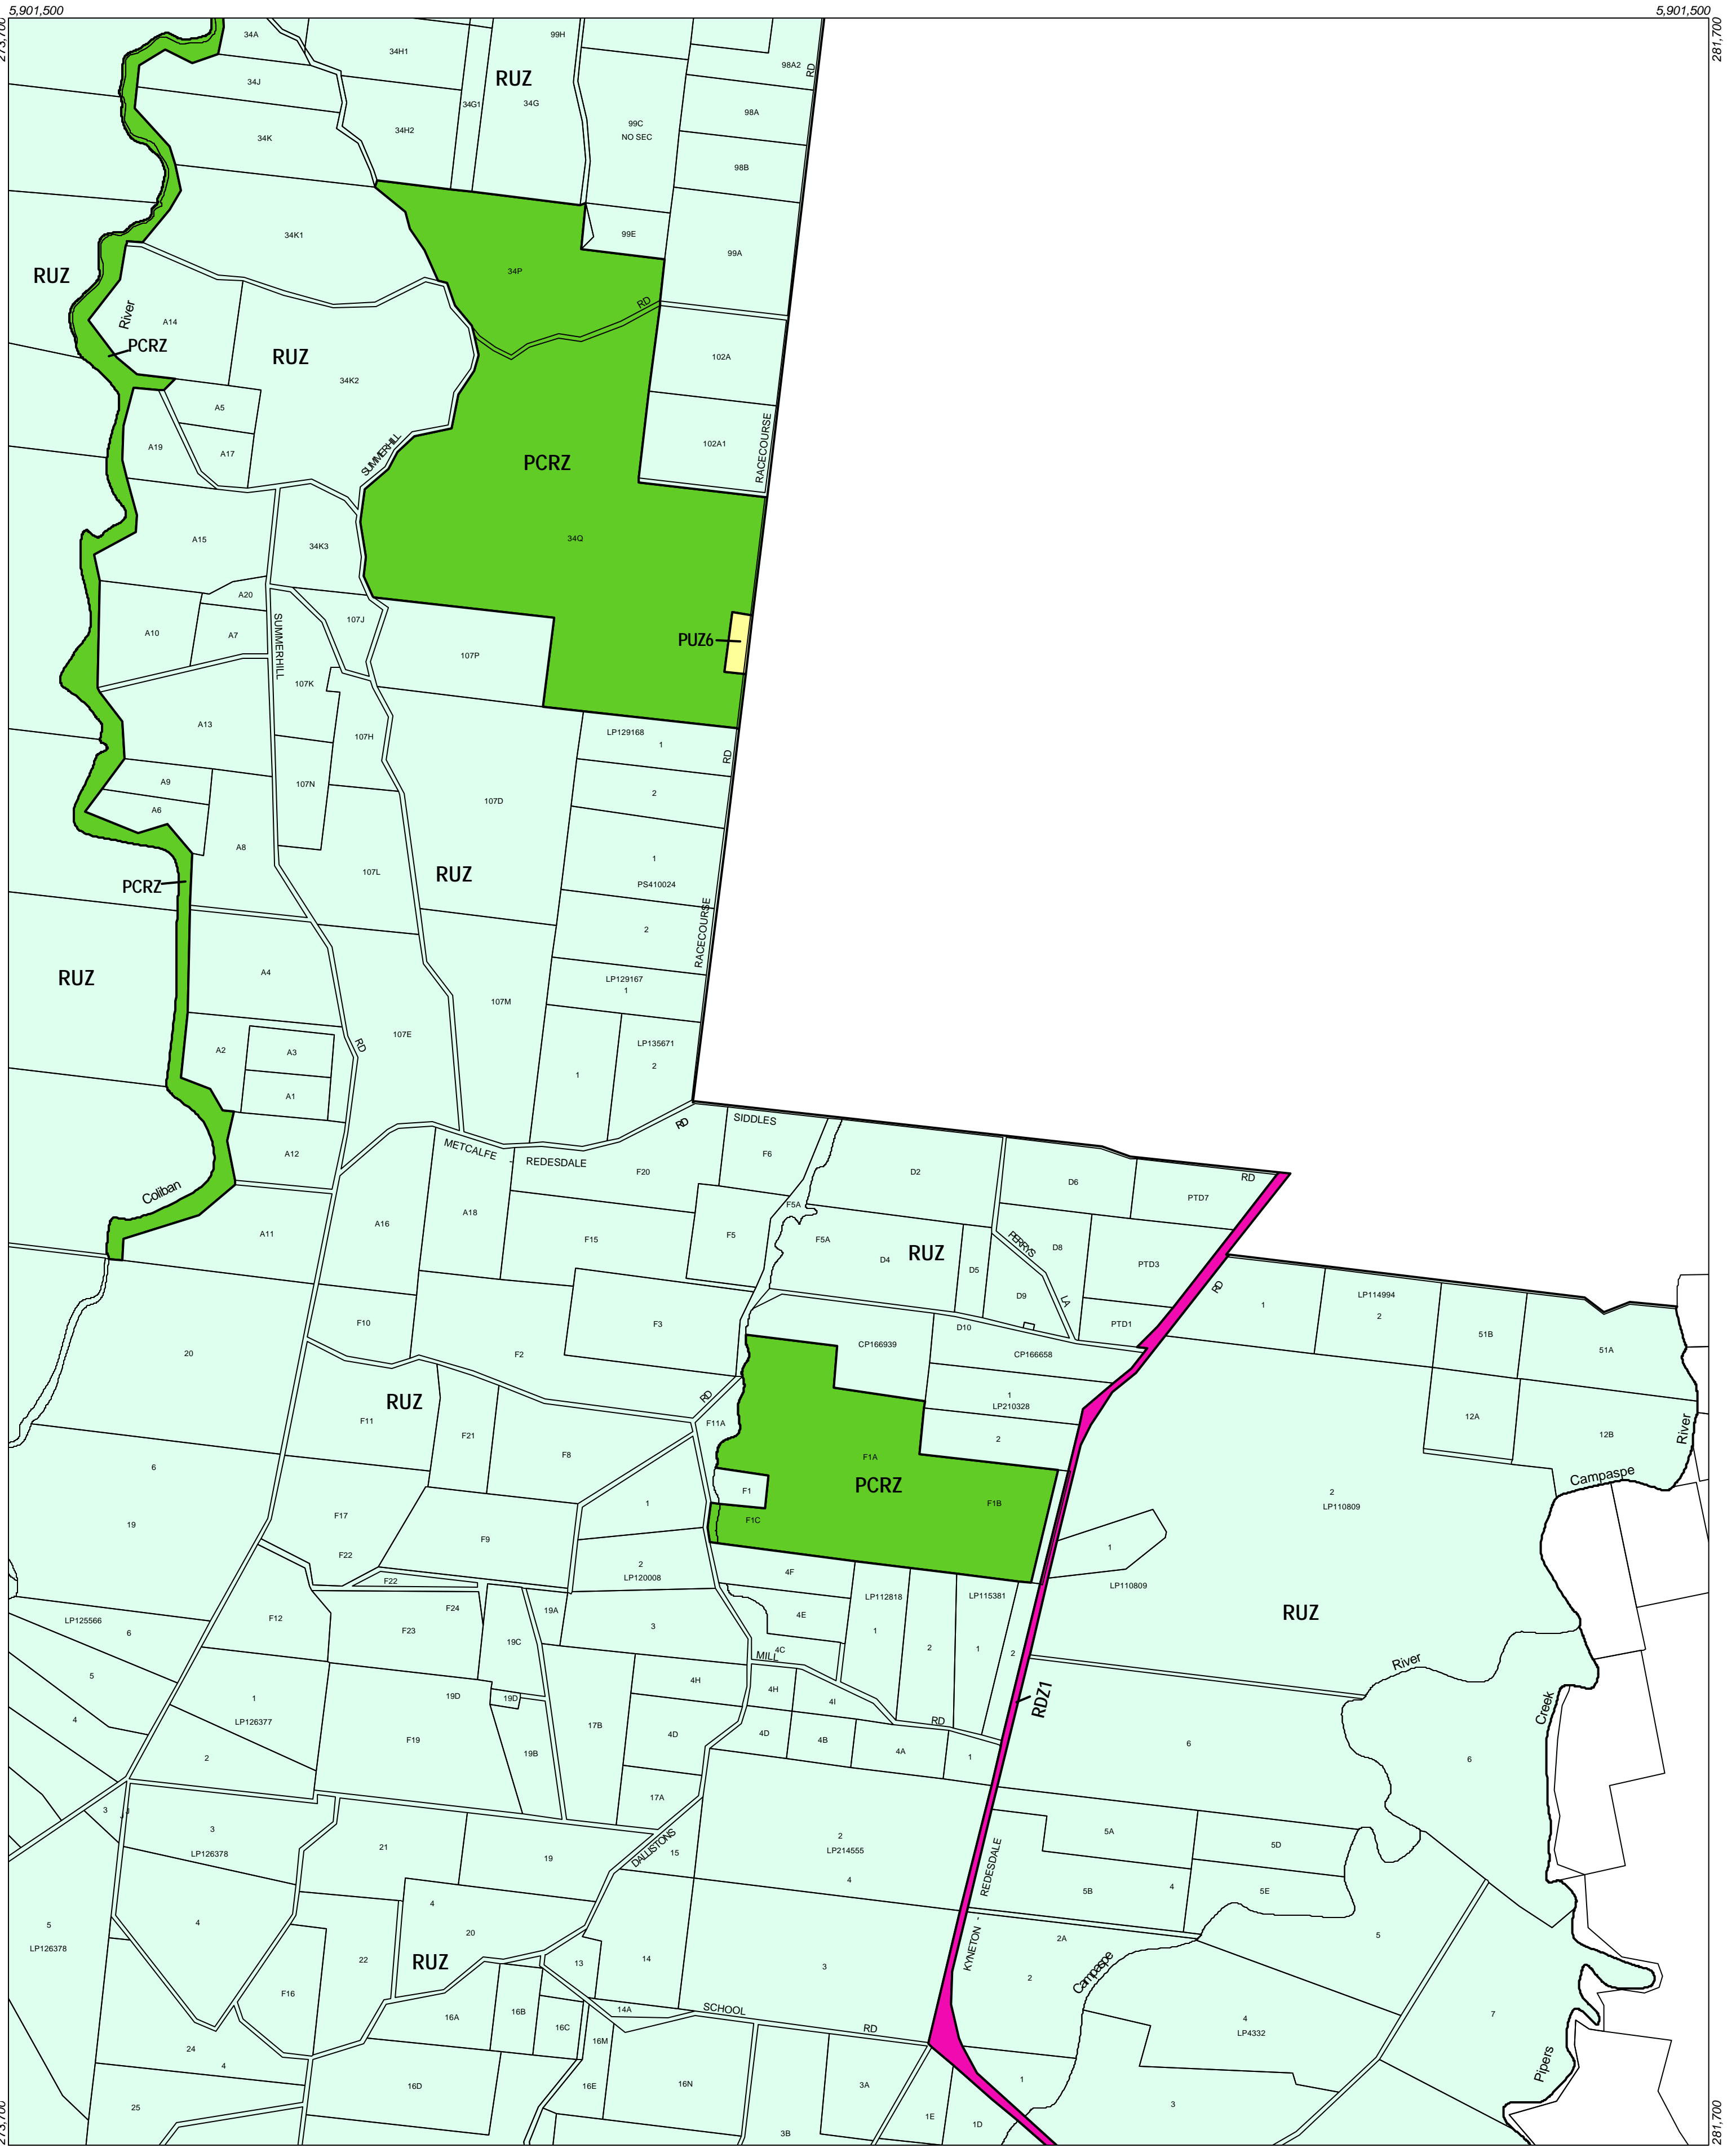 5,901,500
5,901,500
273,700
281,700
34A
99H
34H1
98A2
RD
RUZ
34J
34G1
34G
98A
99C
NO SEC
34H2
34K
98B
34K1
99E
99A
34P
RUZ
RD
River
A14
PCRZ
RUZ
34K2
102A
A5
A19
A17
SUMMERHILL
PCRZ
102A1
RACECOURSE
34Q
A15
34K3
A20
A10
A7
SUMMERHILL
107J
107P
PUZ6
107K
A13
107H
LP129168
1
RD
A9
A6
107N
107D
2
A8
107L
RUZ
1
PS410024
PCRZ
2
RACECOURSE
RUZ
A4
107M
LP129167
1
107E
RD
A2
A3
A1
LP135671
2
1
A12
METCALFE
-
REDESDALE
RD
SIDDLES
F6
F20
D2
D6
RD
PTD7
Coliban
A11
A16
A18
F15
F5
F5A
F5A
D4
RUZ
D5
PERRYS
LA
D8
D9
PTD3
PTD1
RD
1
LP114994
2
51B
51A
F10
F2
F3
D10
CP166939
CP166658
20
RUZ
F11
F21
F8
RD
F11A
1
LP210328
2
12A
12B
River
Campaspe
6
F1A
PCRZ
F1
F1B
F1C
2
LP110809
19
F17
F22
F9
1
2
LP120008
F22
1
LP110809
4F
LP112818
1
LP115381
4E
4C
2
1
2
RUZ
LP125566
6
F12
F24
F23
19A
19C
3
MILL
River
5
4H
4H
4I
RD
RDZ1
1
LP126377
19D
19D
17B
4D
4D
4B
4A
1
Creek
4
F19
19B
6
6
2
17A
3
3
LP126378
21
19
DALLISTONS
15
2
LP214555
4
5A
5D
REDESDALE
-
KYNETON
5B
4
5E
5
LP126378
4
4
20
22
RUZ
13
14
3
2A
2
Campaspe
5
F16
16A
16B
16C
14A
SCHOOL
RD
4
LP4332
7
24
4
16M
Pipers
16D
16E
16N
3A
1
3
25
3B
1E
1D
273,700
281,700